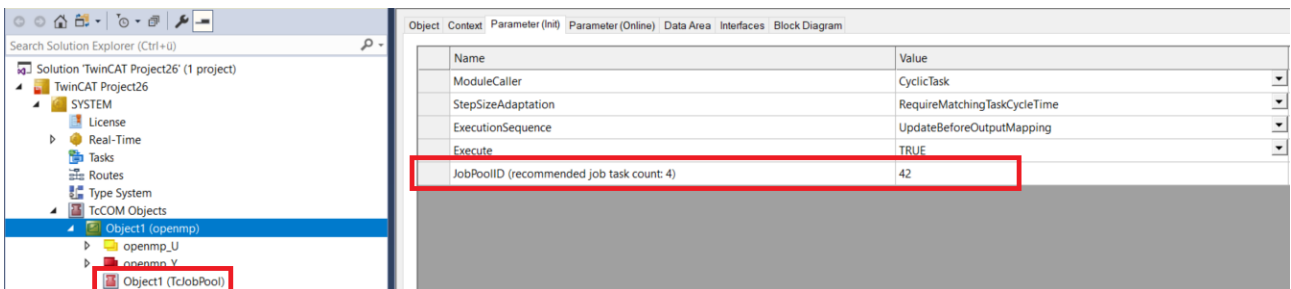 Search Solution Explorer (Ctrl+ü)
Solution 'TwinCAT Project26' (1 project)
TwinCAT Project26
SYSTEM
License
Real-Time
Tasks
Routes
Type System
TcCOM Objects
Object1 (openmp)
openmp_U
openmp_Y
Object1 (TcJobPool)
Object Context Parameter (Init) Parameter (Online) Data Area Interfaces Block Diagram
Name Value
ModuleCaller CyclicTask
StepSizeAdaptation RequireMatchingTaskCycleTime
ExecutionSequence UpdateBeforeOutputMapping
Execute TRUE
JobPoolID (recommended job task count: 4) 42